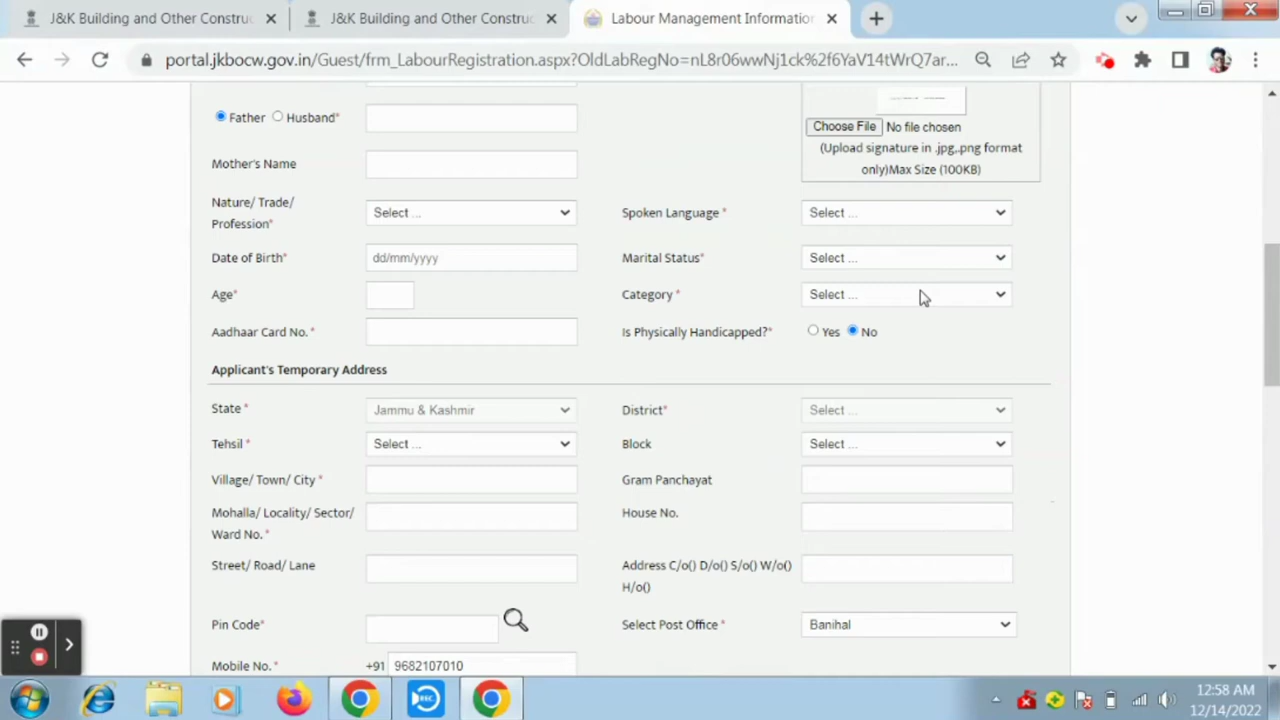 J&K Building and Other Constru
J&K Building and Other Construc
Labour Management Information
portal.jkbocw.gov.in/Guest/frm_LabourRegistration.aspx?OldLabRegNo=nL8r06wwNj1ck%2f6YaV14tWrQ7ar...
Father Husband*
Choose File No file chosen
(Upload signature in .jpg,.png format
only)Max Size (100KB)
Mother's Name
Nature/ Trade/
Profession*
Select ...
Spoken Language *
Select ...
Date of Birth*
dd/mm/yyyy
Marital Status*
Select ...
Age*
Category *
Select ...
Aadhaar Card No. *
Is Physically Handicapped?*
Yes No
Applicant's Temporary Address
State *
Jammu & Kashmir
District*
Select ...
Tehsil *
Select ...
Block
Select ...
Village/ Town/ City *
Gram Panchayat
Mohalla/ Locality/ Sector/
Ward No. *
House No.
Street/ Road/ Lane
Address C/o() D/o() S/o() W/o()
H/o()
Pin Code*
Select Post Office *
Banihal
Mobile No. *
+91 9682107010
REC
12:58 AM
12/14/2022